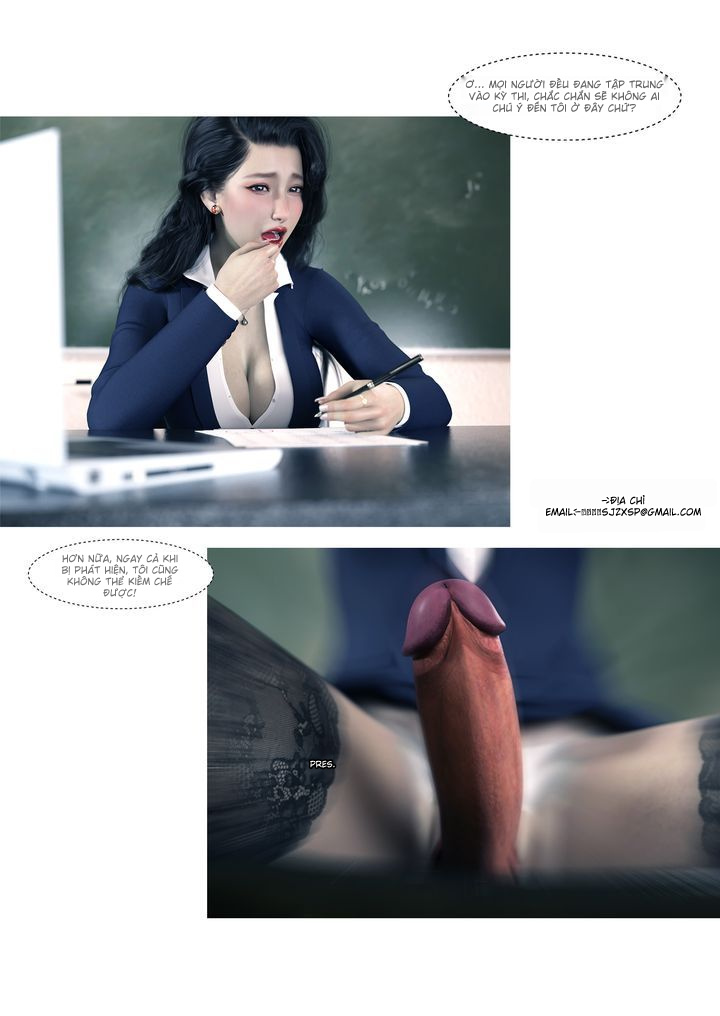 Ơ... MỌI NGƯỜI ĐỀU ĐANG TẬP TRUNG
VÀO KỲ THI, CHẮC CHẮN SẼ KHÔNG AI
CHÚ Ý ĐẾN TÔI Ở ĐÂY CHỨ?
ĐỊA CHỈ
SJZXSP@GMAIL.COM
HƠN NỮA, NGAY CẢ KHI
BỊ PHÁT HIỆN, TÔI CŨNG
KHÔNG THỂ KIỀM CHẾ
ĐƯỢC!
PRES.